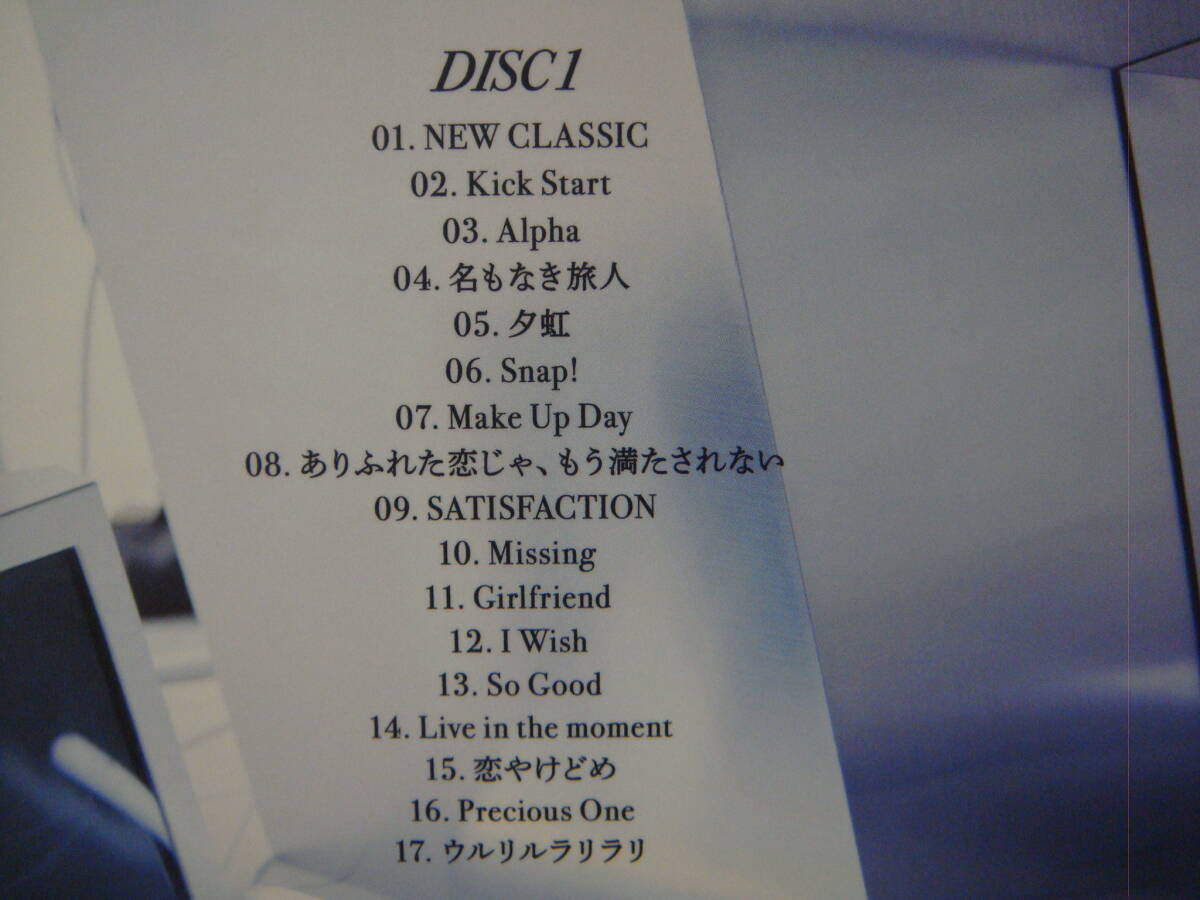 DISC 1
01. NEW CLASSIC
02. Kick Start
03. Alpha
04. 名もなき旅人
05. 夕虹
06. Snap!
07. Make Up Day
08. ありふれた恋じゃ、もう満たされない
09. SATISFACTION
10. Missing
11. Girlfriend
12. I Wish
13. So Good
14. Live in the moment
15. 恋やけどめ
16. Precious One
17. ウルリルラリラリ